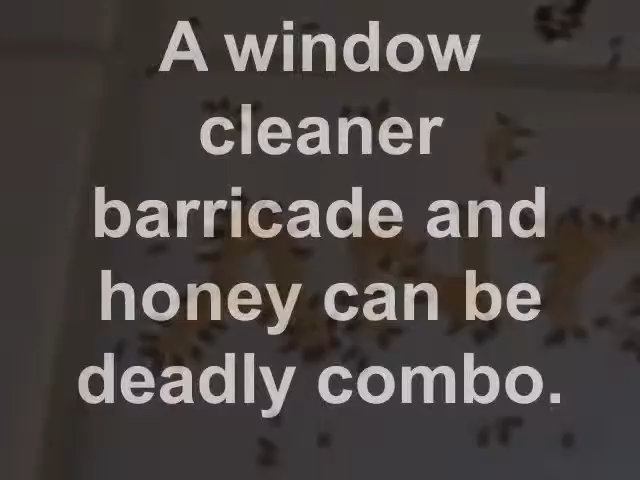 A window
cleaner
barricade and
honey can be
deadly combo.